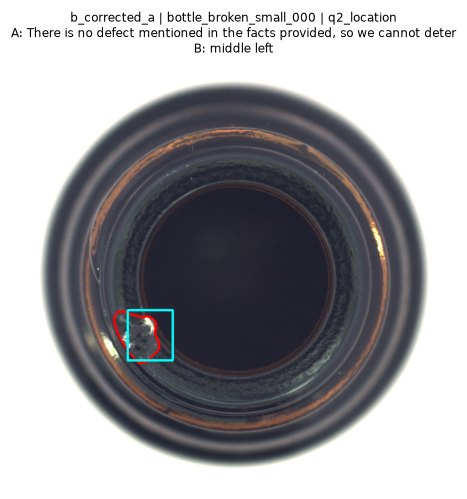 b_corrected_a | bottle_broken_small_000 | q2_location
A: There is no defect mentioned in the facts provided, so we cannot deter
B: middle left